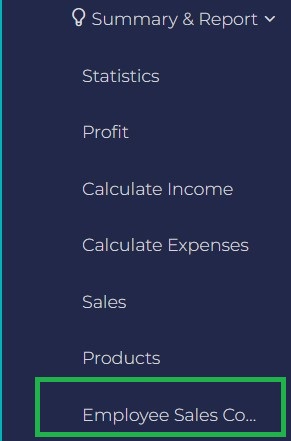 Summary & Report
Statistics
Profit
Calculate Income
Calculate Expenses
Sales
Products
Employee Sales Co...